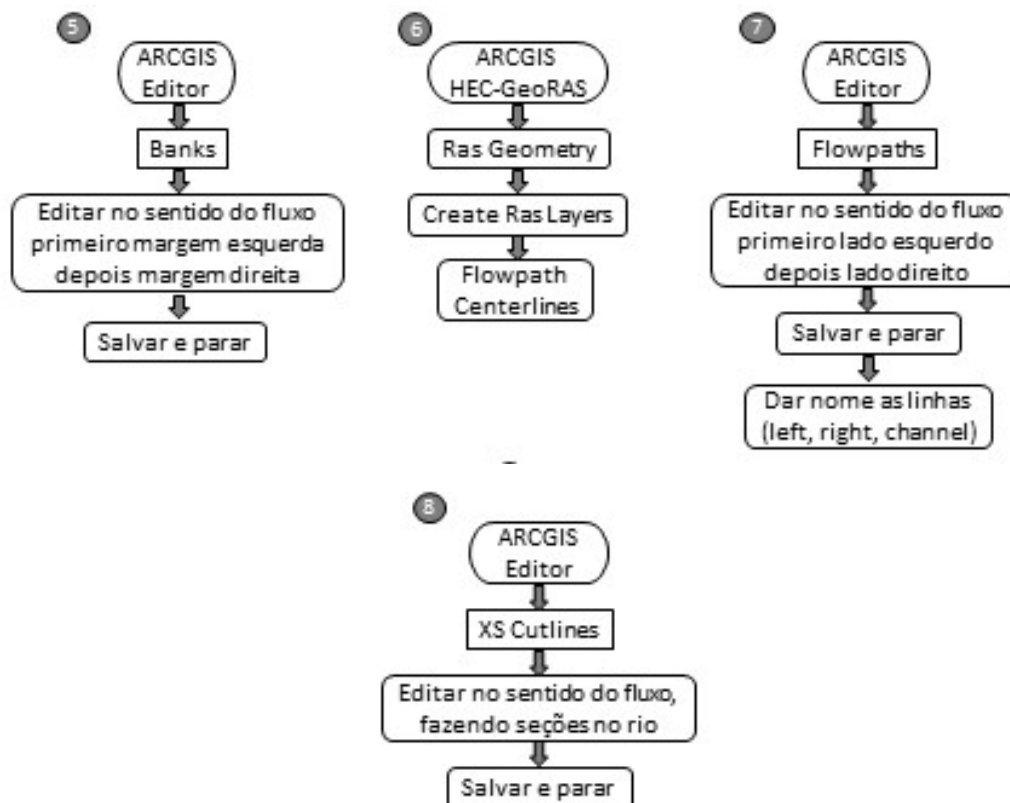 5
ARCGIS
Editor
Banks
Editar no sentido do fluxo
primeiro margem esquerda
depois margem direita
Salvar e parar
6
ARCGIS
HEC-GeoRAS
Ras Geometry
Create Ras Layers
Flowpath
Centerlines
7
ARCGIS
Editor
Flowpaths
Editar no sentido do fluxo
primeiro lado esquerdo
depois lado direito
Salvar e parar
Dar nome as linhas
(left, right, channel)
8
ARCGIS
Editor
XS Cutlines
Editar no sentido do fluxo,
fazendo seções no rio
Salvar e parar